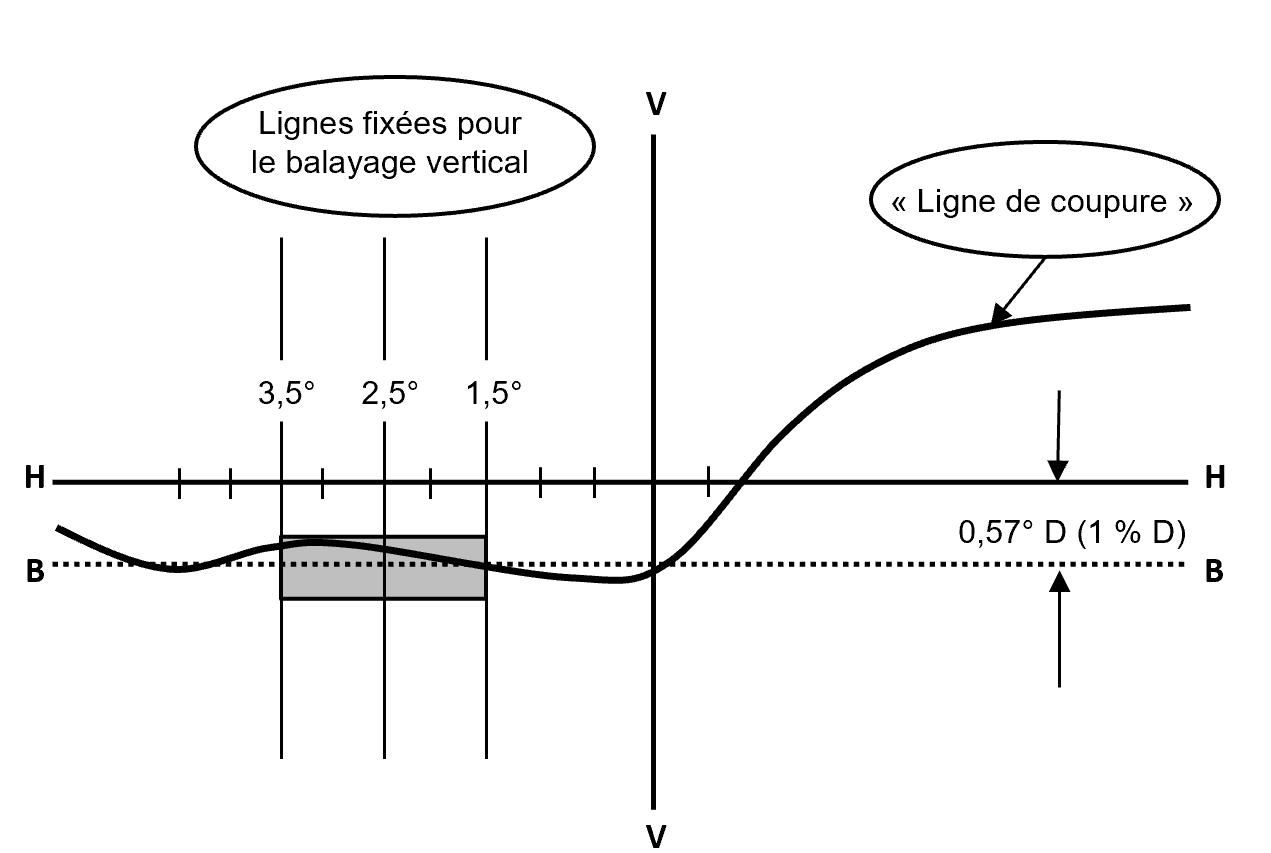 V
Lignes fixées pour
le balayage vertical
« Ligne de coupure »
3,5° 2,5° 1,5°
H H
0,57° D (1 % D)
B B
V